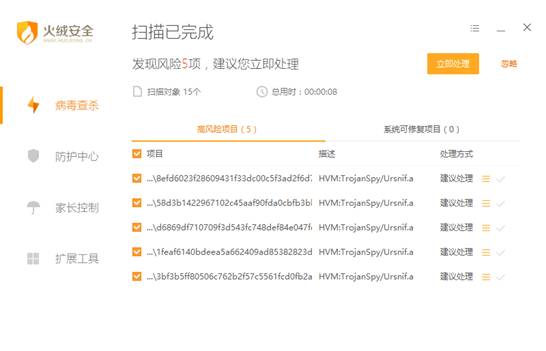 火绒安全
扫描已完成
发现风险5项，建议您立即处理
立即处理
忽略
扫描对象 15个
总用时：00:00:08
病毒查杀
防护中心
家长控制
扩展工具
高风险项目（5）
系统可修复项目（0）
项目 描述 处理方式
...\8efd6023f28609431f33dc00c5f3ad2f6d7 HVM:TrojanSpy/Ursnif.a 建议处理
...\58d3b1422967102c45aaf90fda0cbfb3bl HVM:TrojanSpy/Ursnif.a 建议处理
...\d6869df710709f3d543fc748def84e047f HVM:TrojanSpy/Ursnif.a 建议处理
...\1feaf6140bdeea5a662409ad85382823d HVM:TrojanSpy/Ursnif.a 建议处理
...\3bf3b5ff80506c762b2f57c5561fcd0fb2a HVM:TrojanSpy/Ursnif.a 建议处理